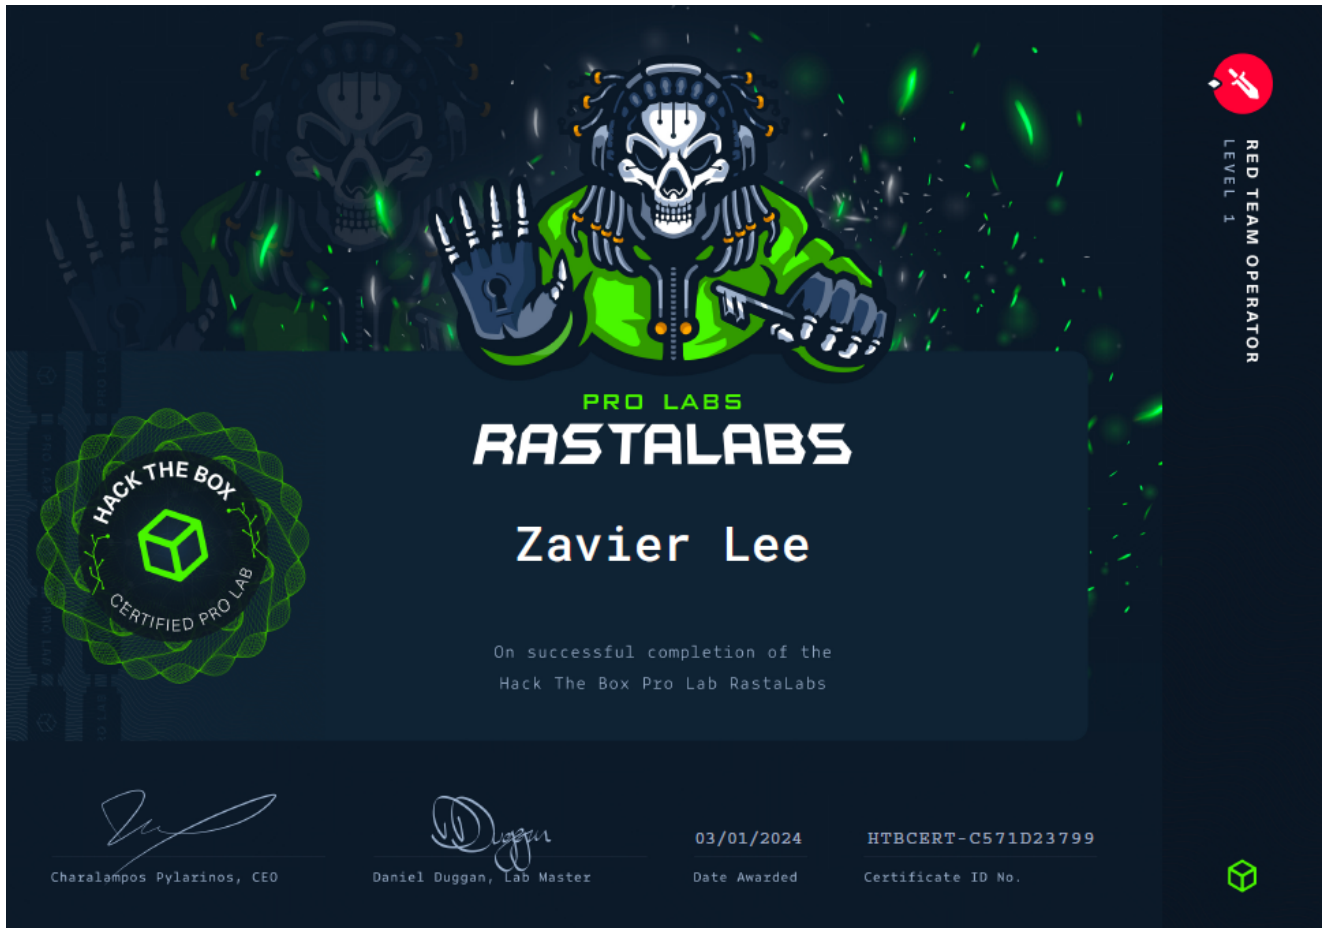 RED TEAM OPERATOR
LEVEL 1
PRO LABS
RASTALABS
HACK THE BOX
CERTIFIED PRO LAB
Zavier Lee
On successful completion of the
Hack The Box Pro Lab RastaLabs
03/01/2024
HTBCERT-C571D23799
Charalampos Pylarinos, CEO
Daniel Duggan, Lab Master
Date Awarded
Certificate ID No.